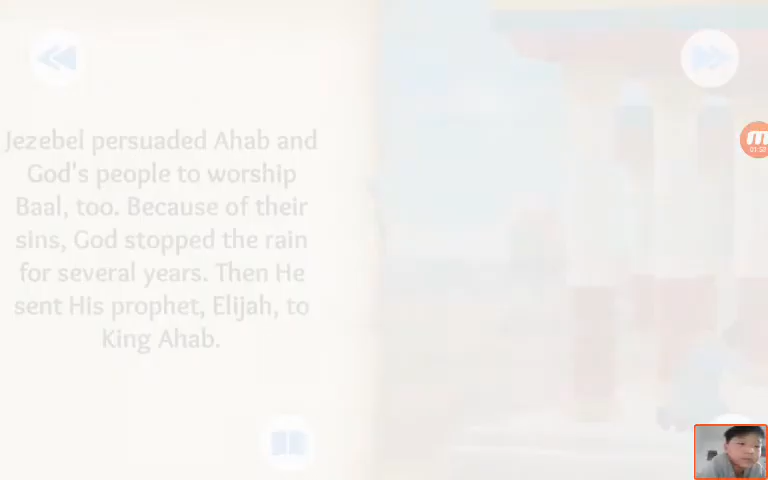 Jezebel persuaded Ahab and
God's people to worship
Baal, too. Because of their
sins, God stopped the rain
for several years. Then He
sent His prophet, Elijah, to
King Ahab.